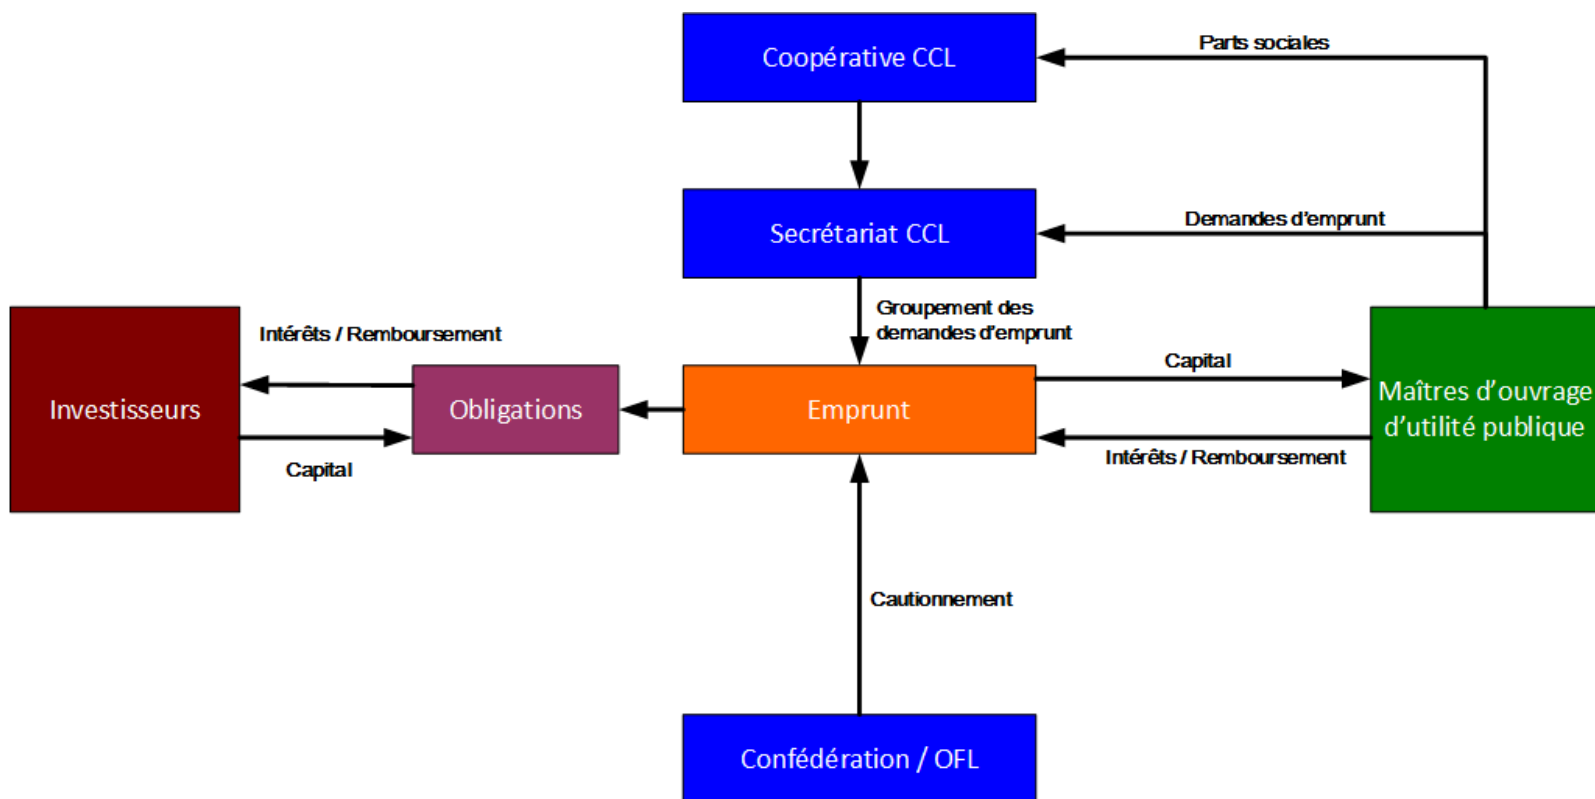 Coopérative CCL
Parts sociales
Secrétariat CCL
Demandes d'emprunt
Groupement des
demandes d'emprunt
Intérêts / Remboursement
Capital
Investisseurs
Obligations
Emprunt
Maîtres d'ouvrage
d'utilité publique
Capital
Intérêts / Remboursement
Cautionnement
Confédération / OFL